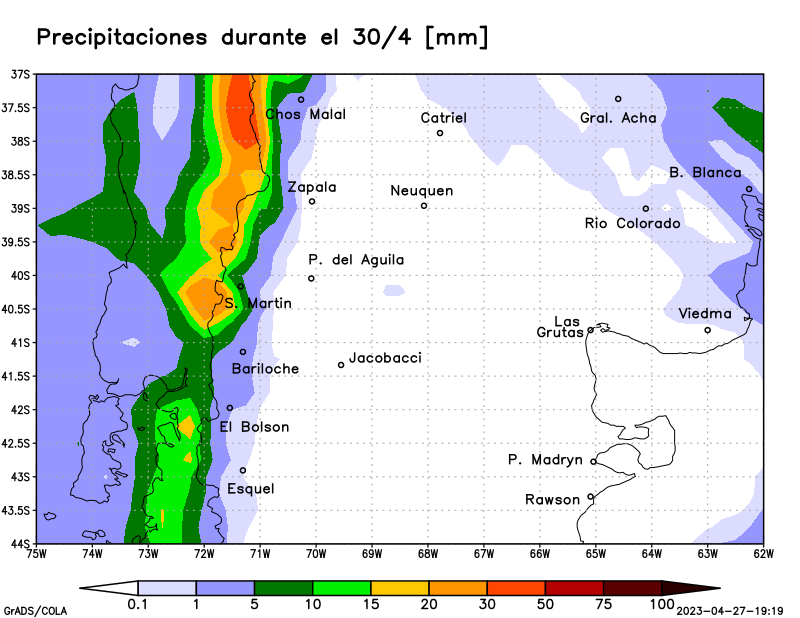 Precipitaciones durante el 30/4 [mm]
37S
37.5S
38S
38.5S
39S
39.5S
40S
40.5S
41S
41.5S
42S
42.5S
43S
43.5S
44S
Chos Malal
Catriel
Gral. Acha
B. Blanca
Zapala
Neuquen
Rio Colorado
P. del Aguila
S. Martin
Viedma
Las
Grutas
Bariloche
Jacobacci
El Bolson
P. Madryn
Esquel
Rawson
75W 74W 73W 72W 71W 70W 69W 68W 67W 66W 65W 64W 63W 62W
0.1 1 5 10 15 20 30 50 75 100
GrADS/COLA
2023-04-27-19:19